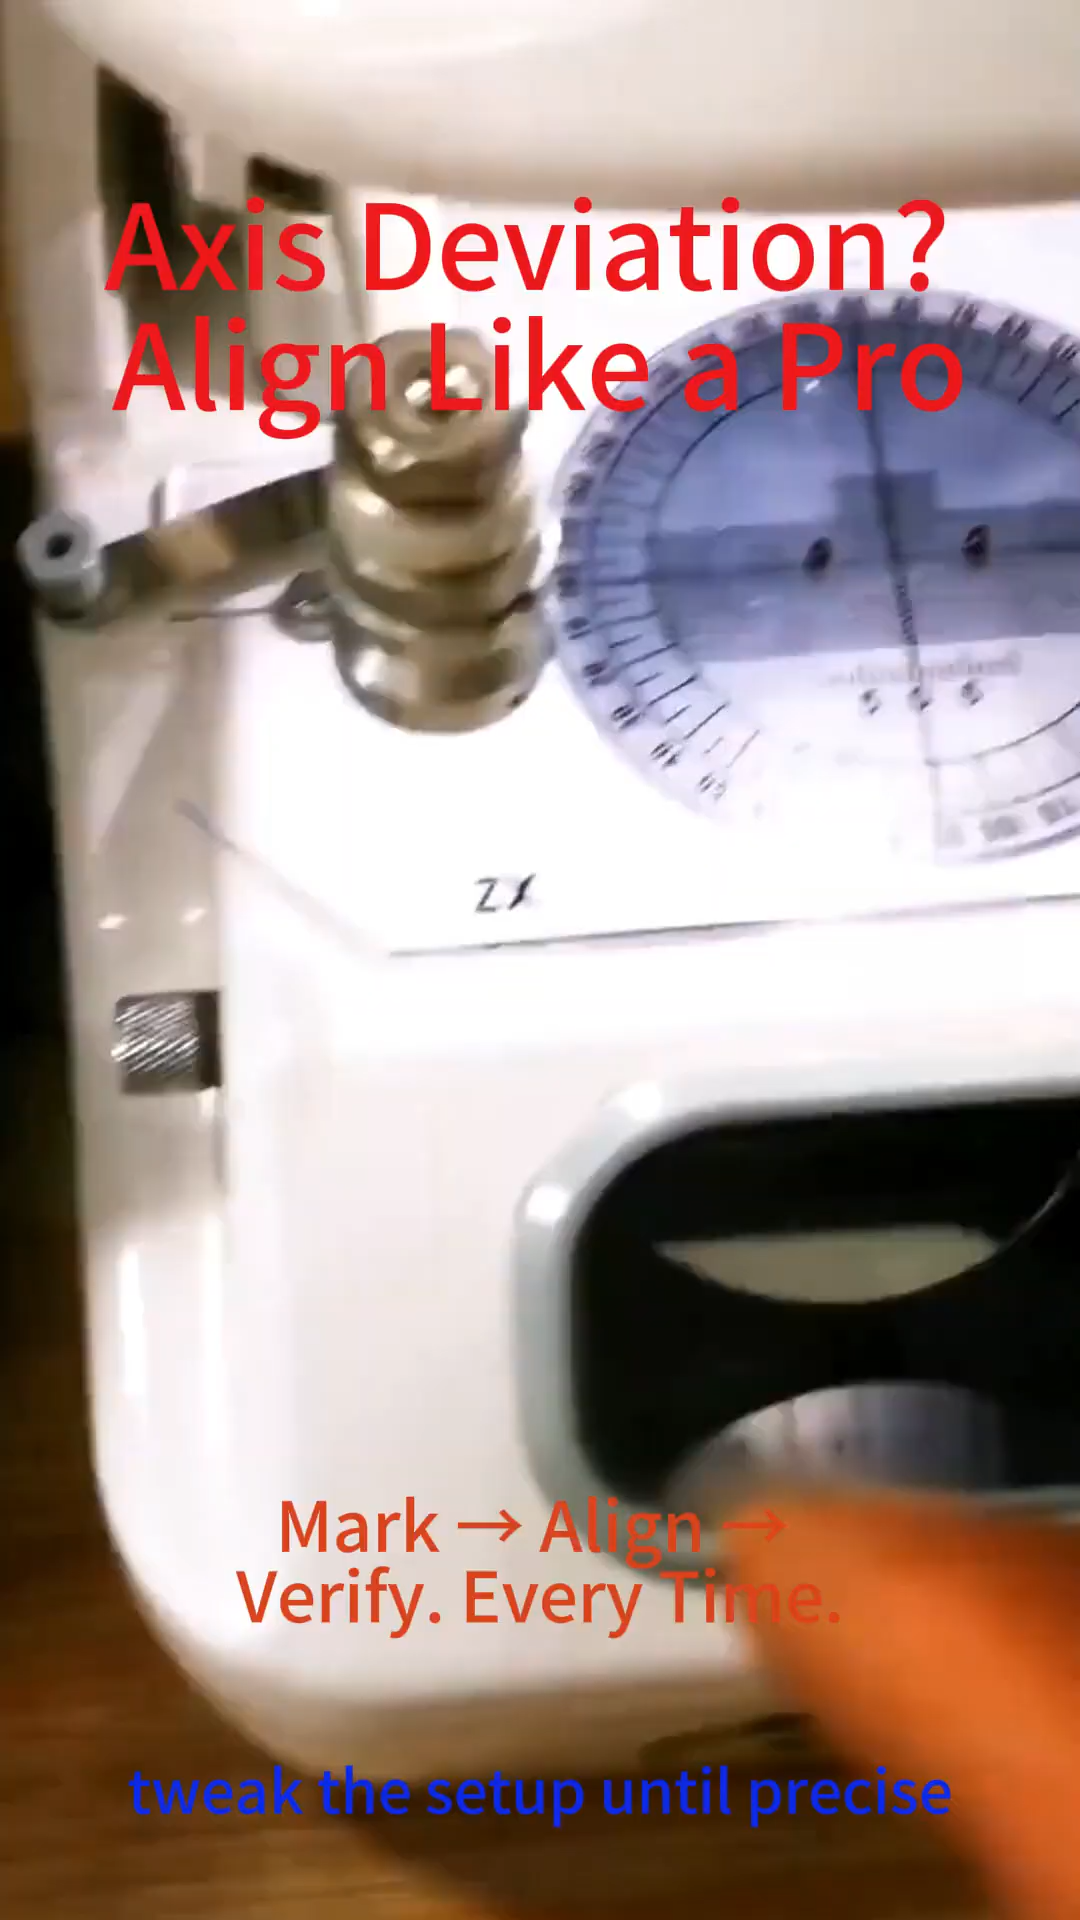 Axis Deviation?
Align Like a Pro
ZX
Mark → Align →
Verify. Every Time.
tweak the setup until precise